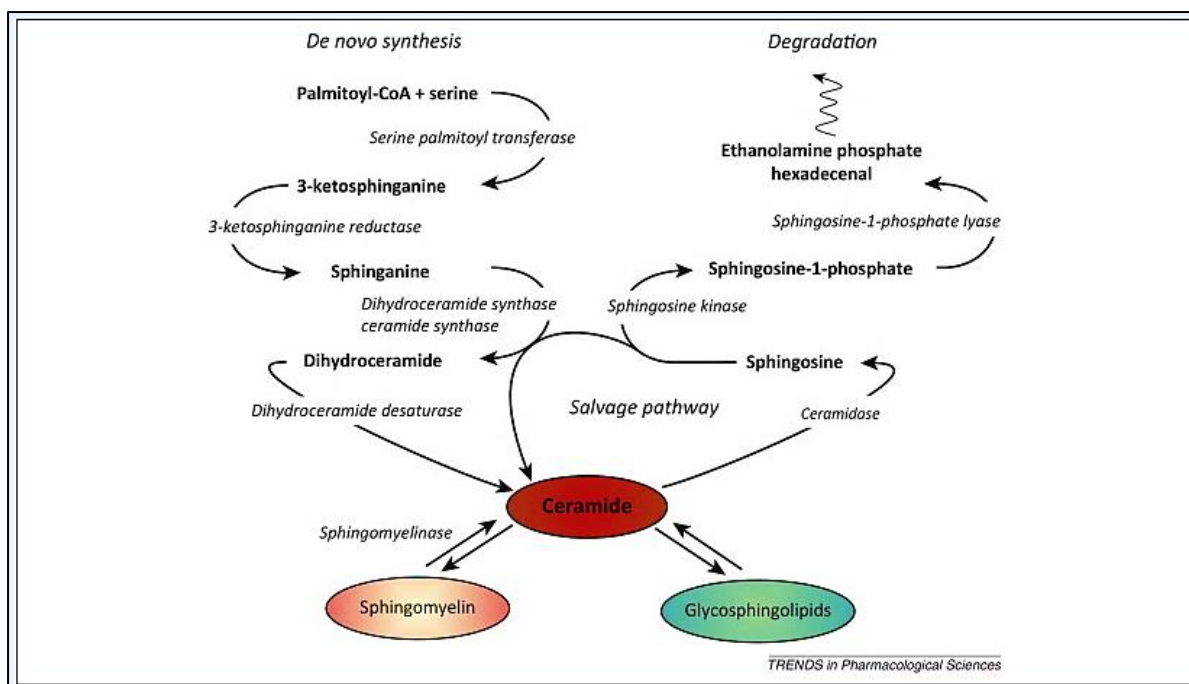 De novo synthesis
Degradation
Palmitoyl-CoA + serine
Serine palmitoyl transferase
Ethanolamine phosphate
hexadecenal
3-ketosphinganine
3-ketosphinganine reductase
Sphingosine-1-phosphate lyase
Sphinganine
Sphingosine-1-phosphate
Dihydroceramide synthase
ceramide synthase
Sphingosine kinase
Dihydroceramide
Sphingosine
Dihydroceramide desaturase
Salvage pathway
Ceramidase
Ceramide
Sphingomyelinase
Sphingomyelin
Glycosphingolipids
TRENDS in Pharmacological Sciences